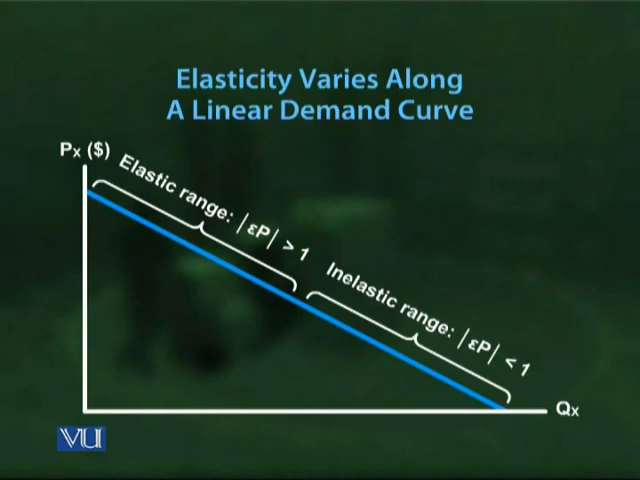 Elasticity Varies Along
A Linear Demand Curve
Px ($)
Elastic range: |εP| > 1
Inelastic range: |εP| < 1
Qx
VU